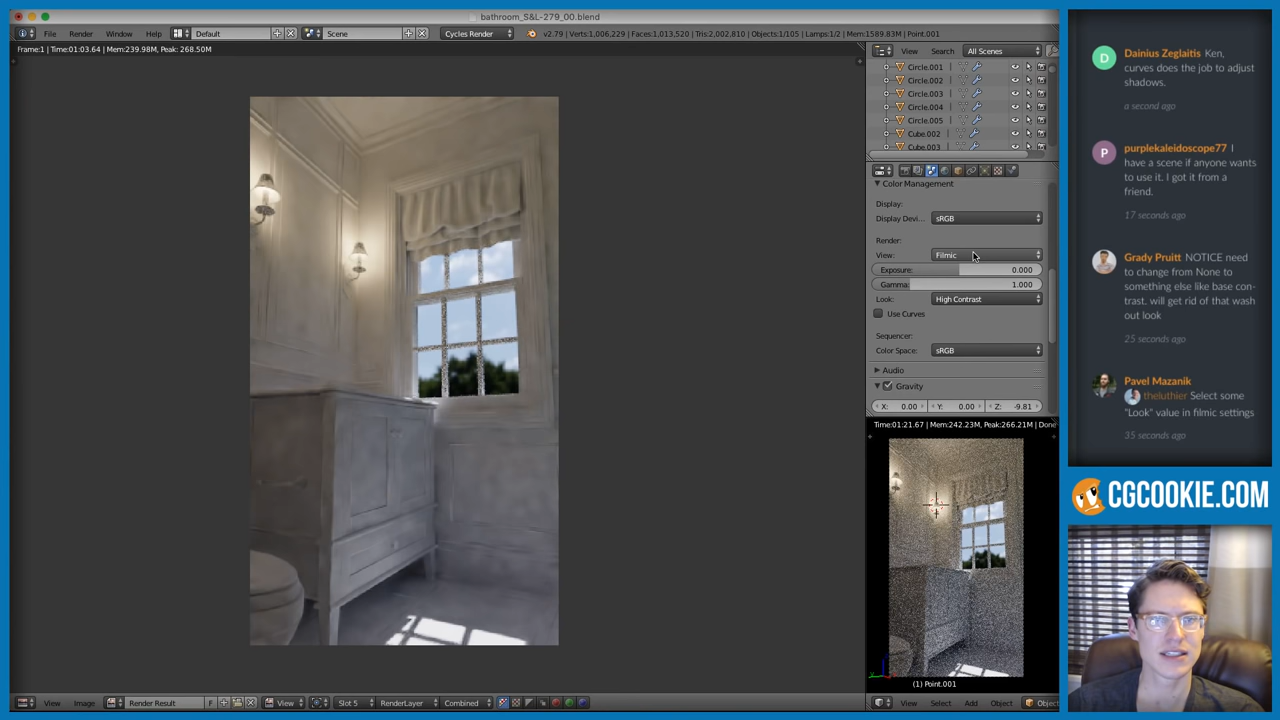 bathroom_S&L-279_00.blend
File Render Window Help Default Scene Cycles Render v2.79 | Verts:1,006,229 | Faces:1,013,520 | Tris:2,002,810 | Objects:1/105 | Lamps:1/2 | Mem:1589.83M | Point.001
Frame:1 | Time:01:03.64 | Mem:239.98M, Peak: 268.50M
View Search All Scenes
Circle.001
Circle.002
Circle.003
Circle.004
Circle.005
Cube.002
Cube.003
Color Management
Display:
Display Devi... sRGB
Render:
View: Filmic
Exposure: 0.000
Gamma: 1.000
Look: High Contrast
Use Curves
Sequencer:
Color Space: sRGB
Audio
Gravity
X: 0.00 Y: 0.00 Z: -9.81
Time:01:21.67 | Mem:242.23M, Peak:266.21M | Done
(1) Point.001
View Image Render Result F View Slot 5 RenderLayer Combined
View Select Add Object Object
D
Dainius Zeglaitis Ken,
curves does the job to adjust
shadows.
a second ago
P
purplekaleidoscope77 I
have a scene if anyone wants
to use it. I got it from a
friend.
17 seconds ago
Grady Pruitt NOTICE need
to change from None to
something else like base con-
trast. will get rid of that wash
out look
25 seconds ago
Pavel Mazanik
theluthier Select some
"Look" value in filmic settings
35 seconds ago
CGCOOKIE.COM